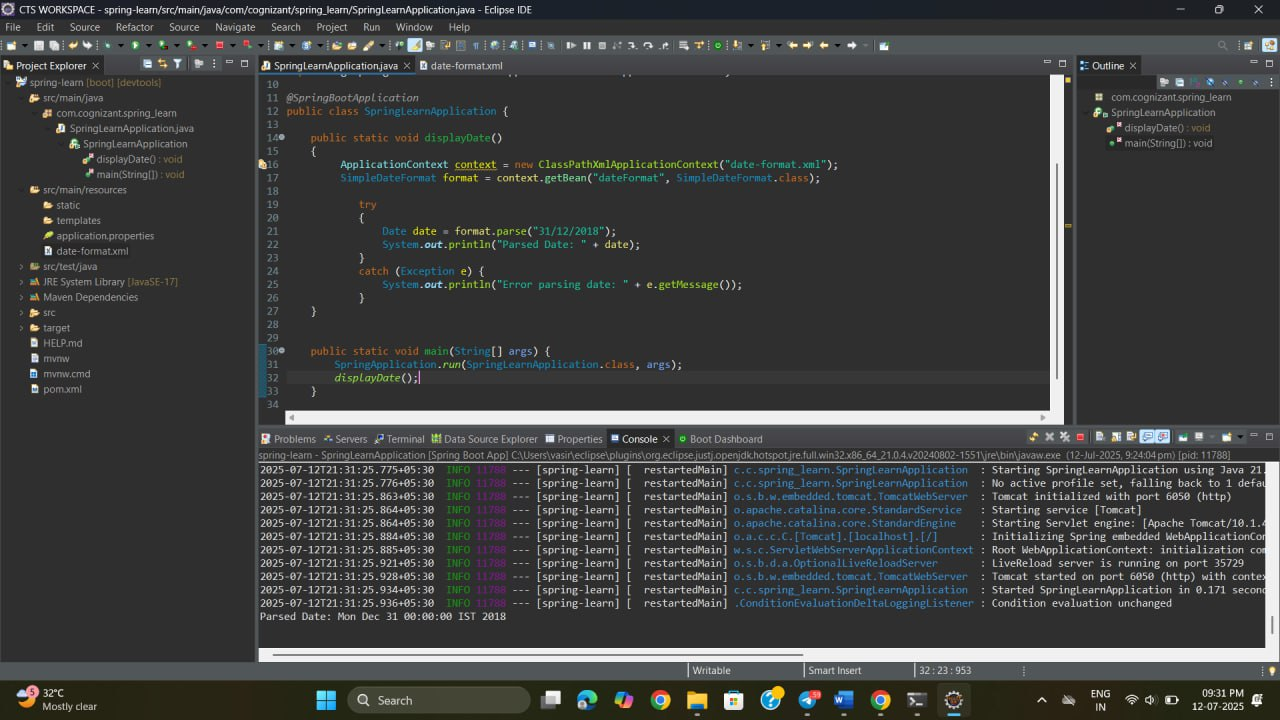 CTS WORKSPACE - spring-learn/src/main/java/com/cognizant/spring_learn/SpringLearnApplication.java - Eclipse IDE
File Edit Source Refactor Source Navigate Search Project Run Window Help
Project Explorer
spring-learn [boot] [devtools]
src/main/java
com.cognizant.spring_learn
SpringLearnApplication.java
SpringLearnApplication
displayDate() : void
main(String[]) : void
src/main/resources
static
templates
application.properties
date-format.xml
src/test/java
JRE System Library [JavaSE-17]
Maven Dependencies
src
target
HELP.md
mvnw
mvnw.cmd
pom.xml
SpringLearnApplication.java date-format.xml
10
11 @SpringBootApplication
12 public class SpringLearnApplication {
13
14 public static void displayDate()
15 {
16 ApplicationContext context = new ClassPathXmlApplicationContext("date-format.xml");
17 SimpleDateFormat format = context.getBean("dateFormat", SimpleDateFormat.class);
18
19 try
20 {
21 Date date = format.parse("31/12/2018");
22 System.out.println("Parsed Date: " + date);
23 }
24 catch (Exception e) {
25 System.out.println("Error parsing date: " + e.getMessage());
26 }
27 }
28
29
30 public static void main(String[] args) {
31 SpringApplication.run(SpringLearnApplication.class, args);
32 displayDate();
33 }
34
Outline
com.cognizant.spring_learn
SpringLearnApplication
displayDate() : void
main(String[]) : void
Problems Servers Terminal Data Source Explorer Properties Console Boot Dashboard
spring-learn - SpringLearnApplication [Spring Boot App] C:\Users\vasir\eclipse\plugins\org.eclipse.justj.openjdk.hotspot.jre.full.win32.x86_64_21.0.4.v20240802-1551\jre\bin\javaw.exe (12-Jul-2025, 9:24:04 pm) [pid: 11788]
2025-07-12T21:31:25.775+05:30 INFO 11788 --- [spring-learn] [ restartedMain] c.c.spring_learn.SpringLearnApplication : Starting SpringLearnApplication using Java 21.
2025-07-12T21:31:25.776+05:30 INFO 11788 --- [spring-learn] [ restartedMain] c.c.spring_learn.SpringLearnApplication : No active profile set, falling back to 1 defau
2025-07-12T21:31:25.863+05:30 INFO 11788 --- [spring-learn] [ restartedMain] o.s.b.w.embedded.tomcat.TomcatWebServer : Tomcat initialized with port 6050 (http)
2025-07-12T21:31:25.864+05:30 INFO 11788 --- [spring-learn] [ restartedMain] o.apache.catalina.core.StandardService : Starting service [Tomcat]
2025-07-12T21:31:25.864+05:30 INFO 11788 --- [spring-learn] [ restartedMain] o.apache.catalina.core.StandardEngine : Starting Servlet engine: [Apache Tomcat/10.1.4
2025-07-12T21:31:25.884+05:30 INFO 11788 --- [spring-learn] [ restartedMain] o.a.c.c.C.[Tomcat].[localhost].[/] : Initializing Spring embedded WebApplicationCon
2025-07-12T21:31:25.885+05:30 INFO 11788 --- [spring-learn] [ restartedMain] w.s.c.ServletWebServerApplicationContext : Root WebApplicationContext: initialization com
2025-07-12T21:31:25.921+05:30 INFO 11788 --- [spring-learn] [ restartedMain] o.s.b.d.a.OptionalLiveReloadServer : LiveReload server is running on port 35729
2025-07-12T21:31:25.928+05:30 INFO 11788 --- [spring-learn] [ restartedMain] o.s.b.w.embedded.tomcat.TomcatWebServer : Tomcat started on port 6050 (http) with contex
2025-07-12T21:31:25.934+05:30 INFO 11788 --- [spring-learn] [ restartedMain] c.c.spring_learn.SpringLearnApplication : Started SpringLearnApplication in 0.171 second
2025-07-12T21:31:25.936+05:30 INFO 11788 --- [spring-learn] [ restartedMain] .ConditionEvaluationDeltaLoggingListener : Condition evaluation unchanged
Parsed Date: Mon Dec 31 00:00:00 IST 2018
Writable Smart Insert 32 : 23 : 953
5 32°C
Mostly clear
Search
59
ENG
IN
09:31 PM
12-07-2025